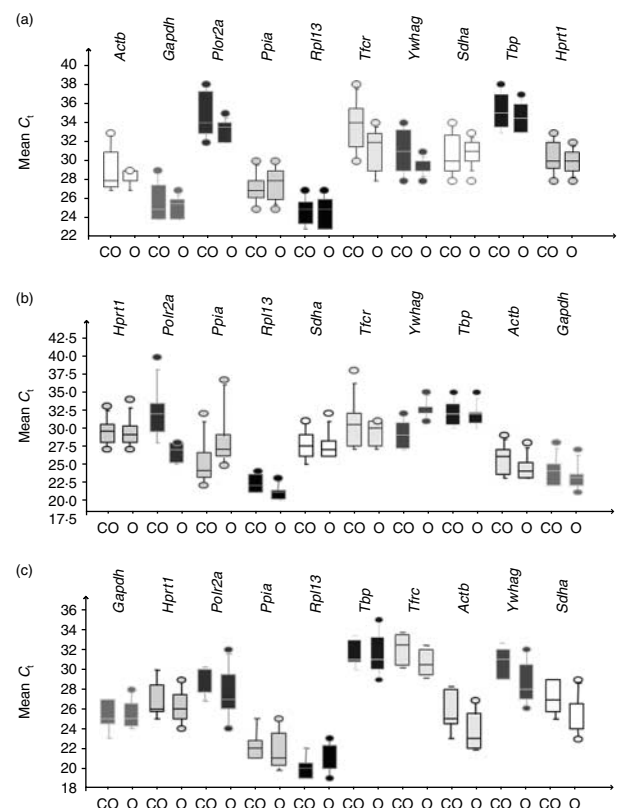 (a)
Actb Gapdh Plor2a Ppia Rpl13 Tfcr Ywhag Sdha Tbp Hprt1
Mean Ct
40
38
36
34
32
30
28
26
24
22
CO O CO O CO O CO O CO O CO O CO O CO O CO O CO O
(b)
Hprt1 Polr2a Ppia Rpl13 Sdha Tfcr Ywhag Tbp Actb Gapdh
Mean Ct
42·5
40·0
37·5
35·0
32·5
30·0
27·5
25·0
22·5
20·0
17·5
CO O CO O CO O CO O CO O CO O CO O CO O CO O CO O
(c)
Gapdh Hprt1 Polr2a Ppia Rpl13 Tbp Tfrc Actb Ywhag Sdha
Mean Ct
36
34
32
30
28
26
24
22
20
18
CO O CO O CO O CO O CO O CO O CO O CO O CO O CO O